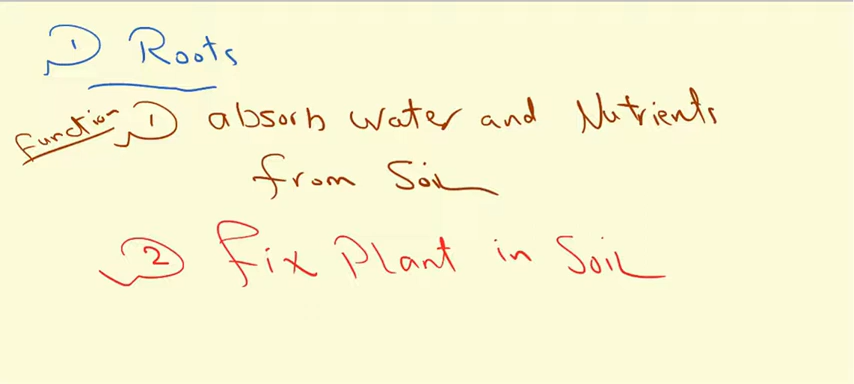 1 Roots
Function 1 absorb water and Nutrients
from Soil
2 Fix Plant in Soil